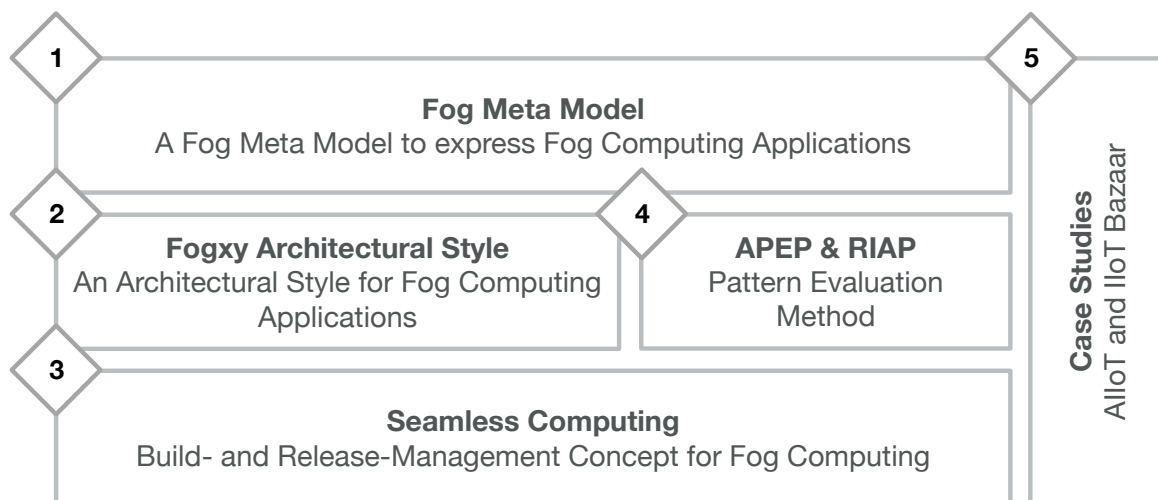 1
Fog Meta Model
A Fog Meta Model to express Fog Computing Applications
2
Fogxy Architectural Style
An Architectural Style for Fog Computing
Applications
4
APEP & RIAP
Pattern Evaluation
Method
3
Seamless Computing
Build- and Release-Management Concept for Fog Computing
5
Case Studies
AIIoT and IIoT Bazaar